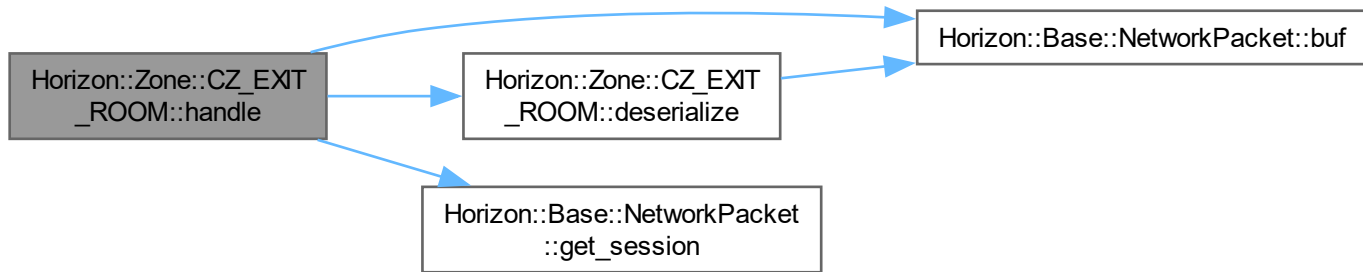 Horizon::Zone::CZ_EXIT
_ROOM::handle
Horizon::Zone::CZ_EXIT
_ROOM::deserialize
Horizon::Base::NetworkPacket::buf
Horizon::Base::NetworkPacket
::get_session